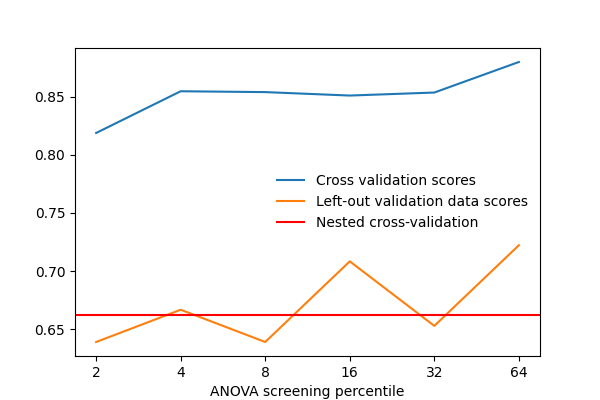 0.85
0.80
0.75
0.70
0.65
Cross validation scores
Left-out validation data scores
Nested cross-validation
2 4 8 16 32 64
ANOVA screening percentile